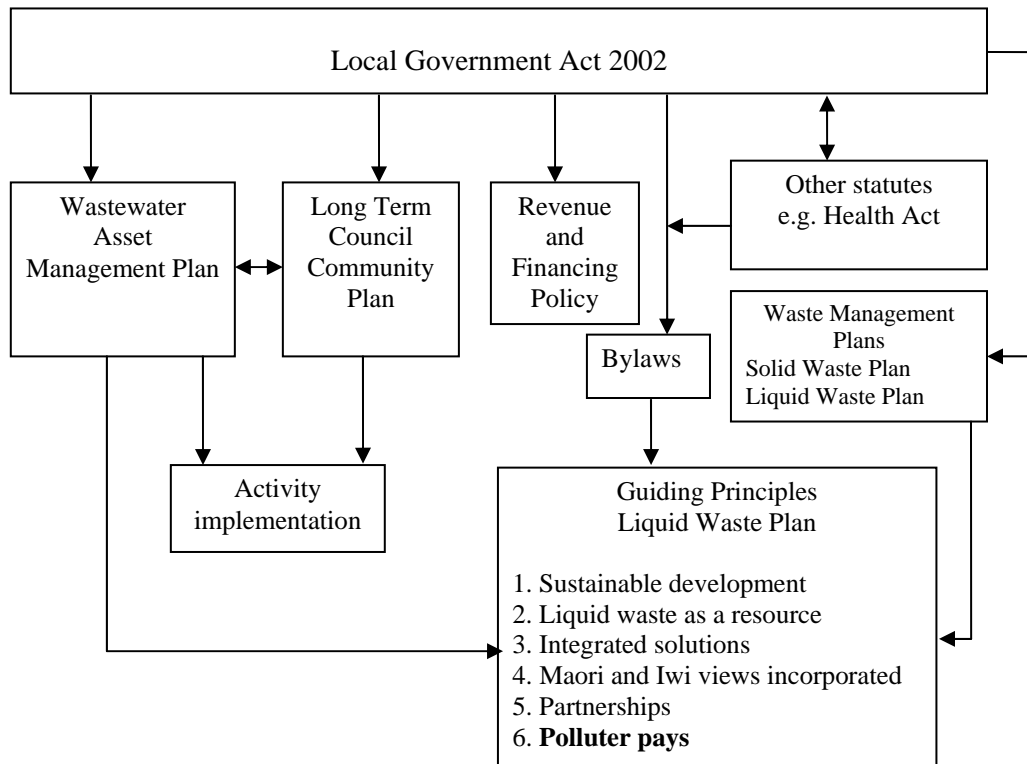 Local Government Act 2002
Wastewater
Asset
Management Plan
Long Term
Council
Community
Plan
Revenue
and
Financing
Policy
Other statutes
e.g. Health Act
Bylaws
Waste Management
Plans
Solid Waste Plan
Liquid Waste Plan
Activity
implementation
Guiding Principles
Liquid Waste Plan
1. Sustainable development
2. Liquid waste as a resource
3. Integrated solutions
4. Maori and Iwi views incorporated
5. Partnerships
6. Polluter pays